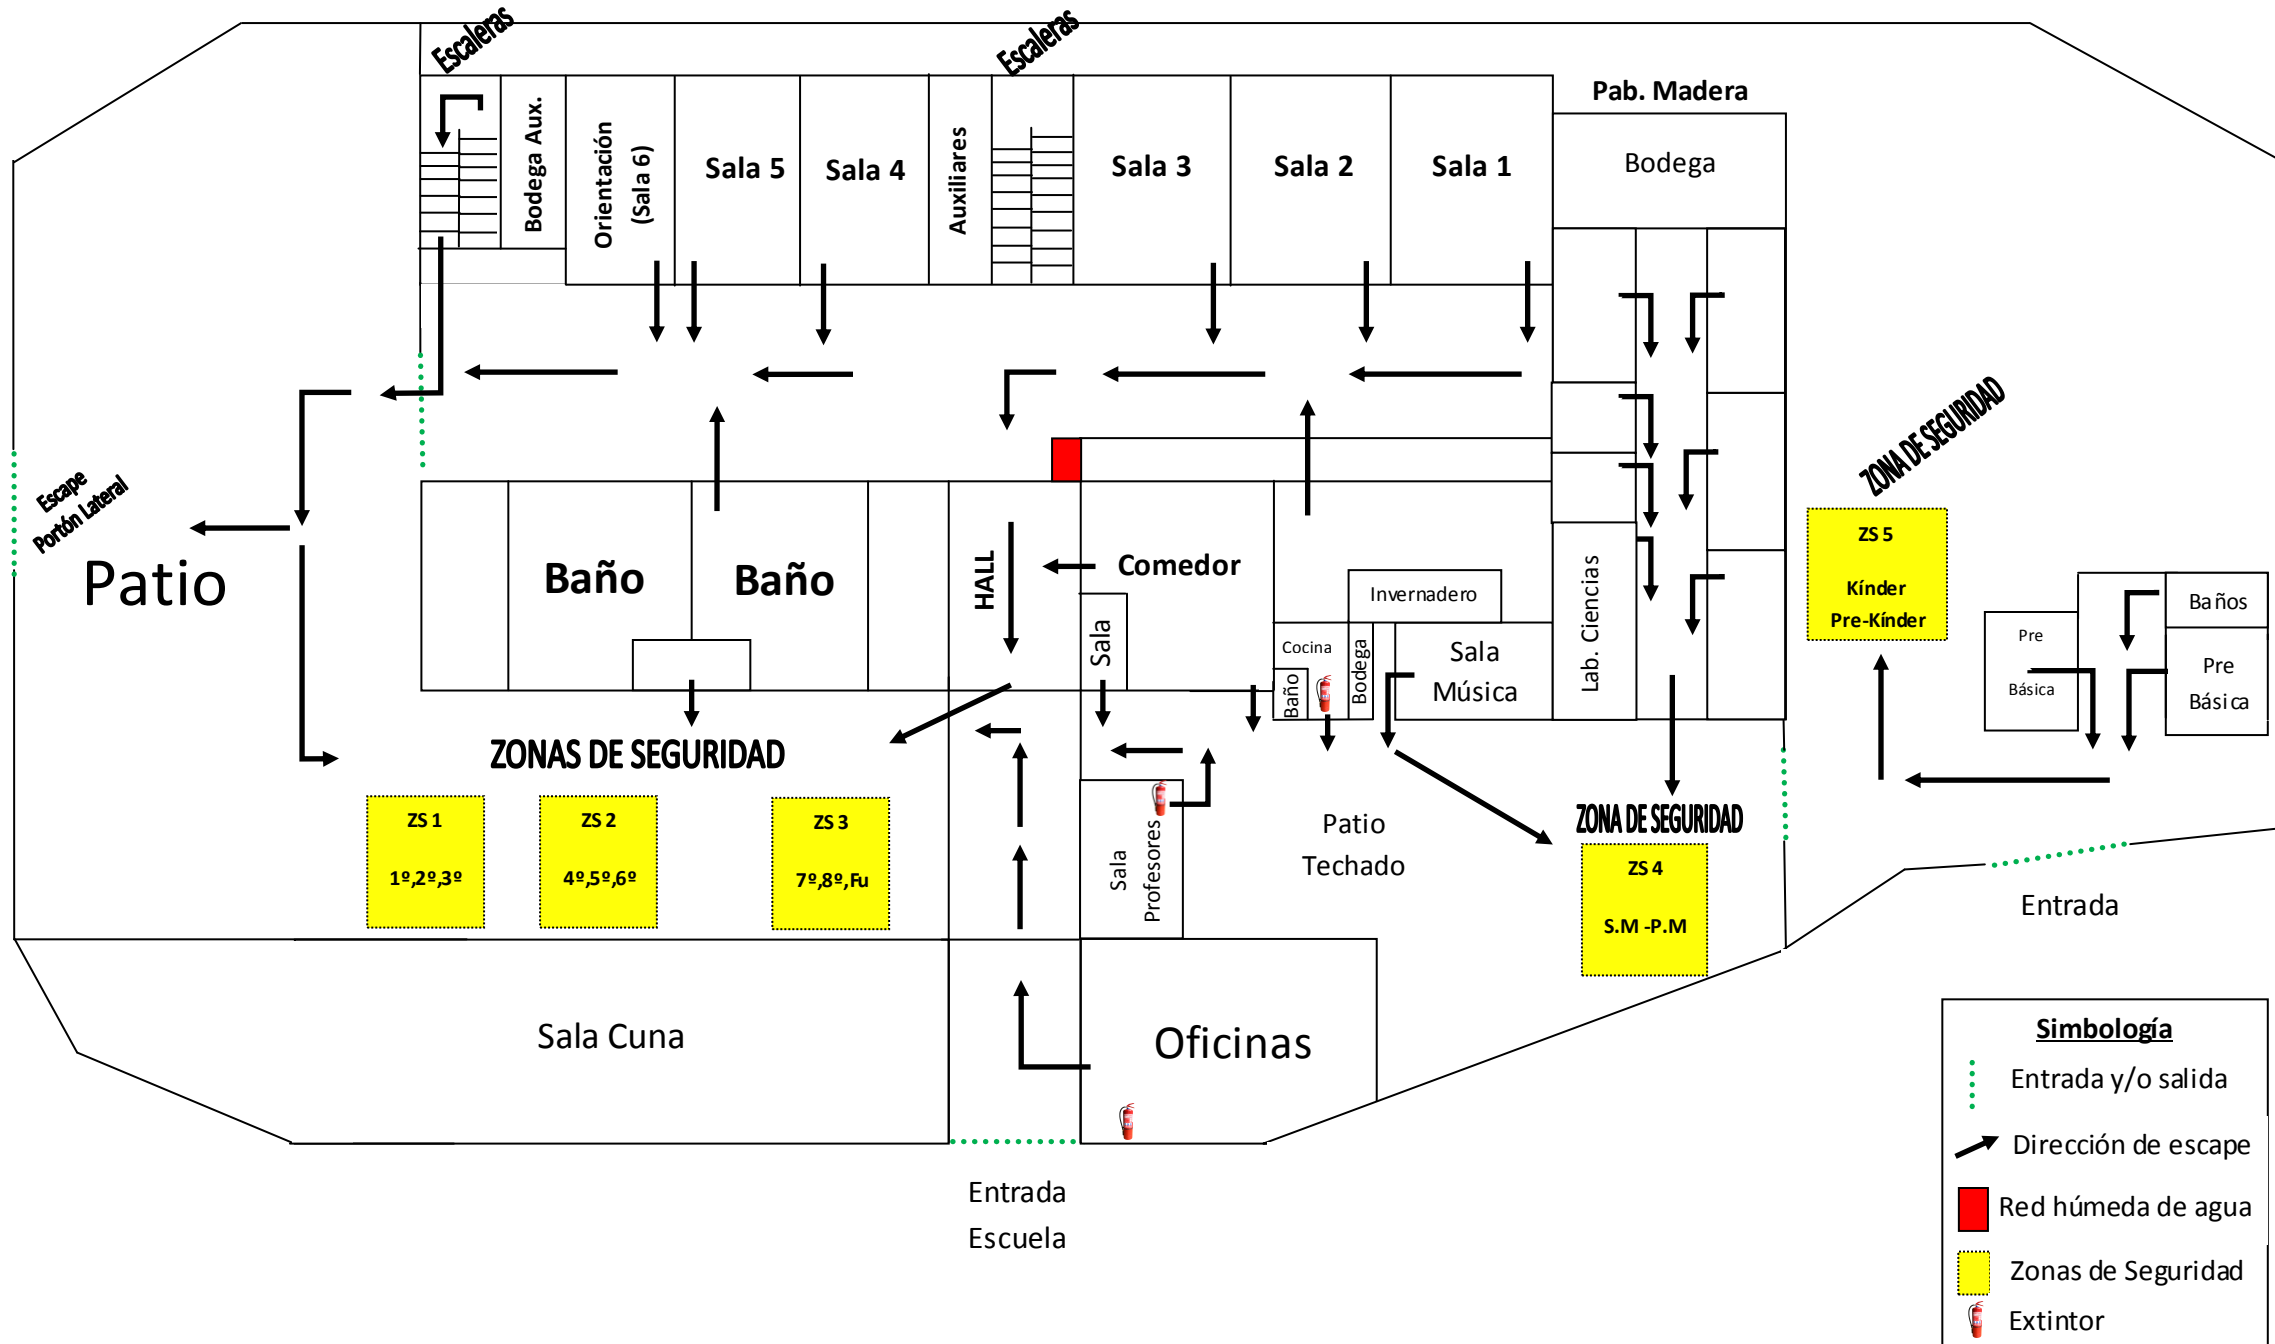 Escaleras
Escaleras
Pab. Madera
Bodega Aux.
Orientación
(Sala 6)
Sala 5
Sala 4
Auxiliares
Sala 3
Sala 2
Sala 1
Bodega
ZONA DE SEGURIDAD
Escape
Portón Lateral
Patio
Baño
Baño
HALL
Comedor
Sala
Invernadero
Cocina
Baño
Bodega
Sala
Música
Lab. Ciencias
ZS 5
Kínder
Pre-Kínder
Pre
Básica
Baños
Pre
Básica
ZONAS DE SEGURIDAD
ZS 1
1º,2º,3º
ZS 2
4º,5º,6º
ZS 3
7º,8º,Fu
Sala
Profesores
Patio
Techado
ZONA DE SEGURIDAD
ZS 4
S.M -P.M
Entrada
Sala Cuna
Oficinas
Entrada
Escuela
Simbología
Entrada y/o salida
Dirección de escape
Red húmeda de agua
Zonas de Seguridad
Extintor